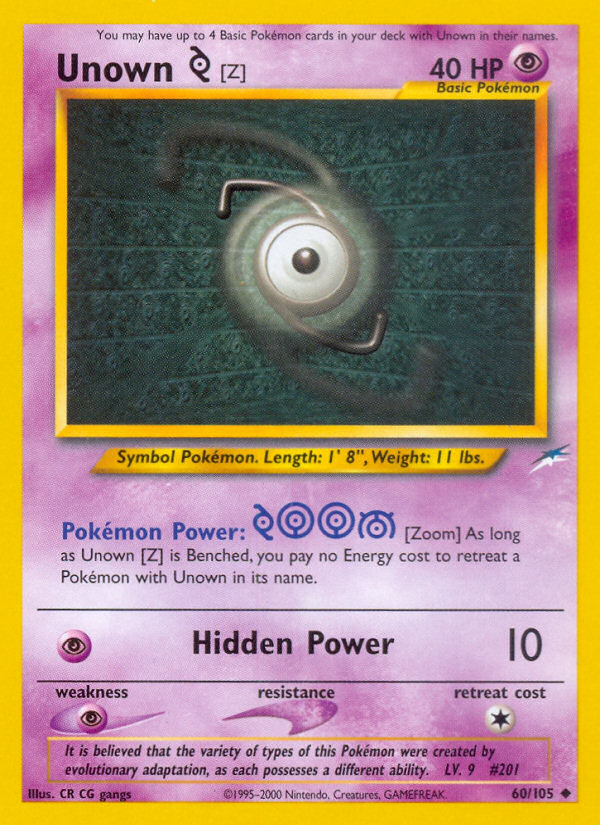 You may have up to 4 Basic Pokémon cards in your deck with Unown in their names.
Unown Z [Z] 40 HP
Basic Pokémon
Symbol Pokémon. Length: 1' 8", Weight: 11 lbs.
Pokémon Power: ZOOM [Zoom] As long
as Unown [Z] is Benched, you pay no Energy cost to retreat a
Pokémon with Unown in its name.
Hidden Power 10
weakness resistance retreat cost
It is believed that the variety of types of this Pokémon were created by
evolutionary adaptation, as each possesses a different ability. LV. 9 #201
Illus. CR CG gangs ©1995-2000 Nintendo, Creatures, GAMEFREAK. 60/105